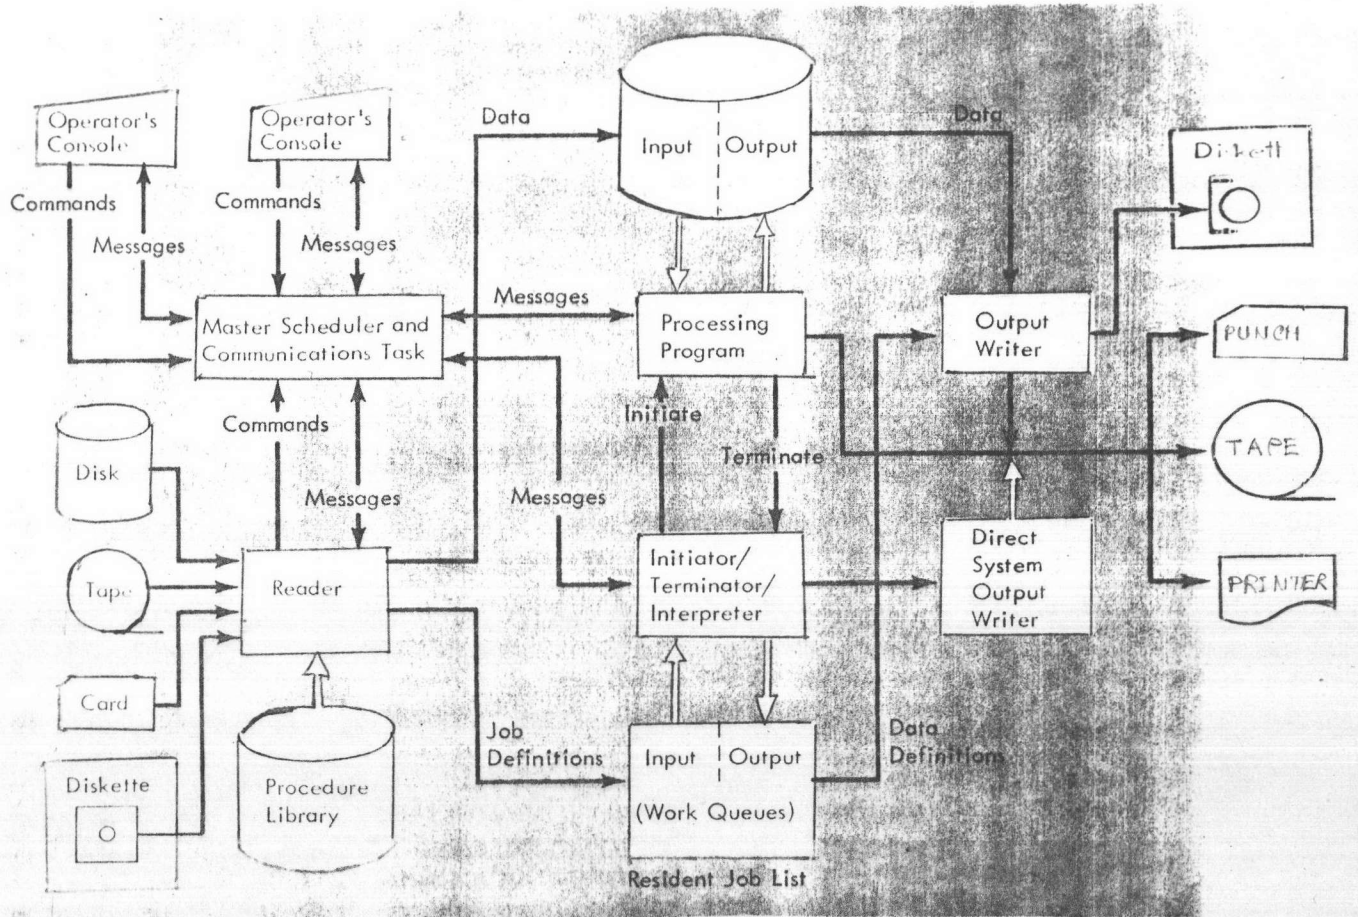 Operator's
Console
Operator's
Console
Data
Input
Output
Data
Diskett
Commands
Commands
Messages
Messages
Master Scheduler and
Communications Task
Messages
Processing
Program
Output
Writer
PUNCH
Commands
Initiate
Terminate
TAPE
Disk
Messages
Messages
Tape
Reader
Initiator/
Terminator/
Interpreter
Direct
System
Output
Writer
PRINTER
Card
Job
Definitions
Input
Output
Data
Definitions
Diskette
Procedure
Library
(Work Queues)
Resident Job List